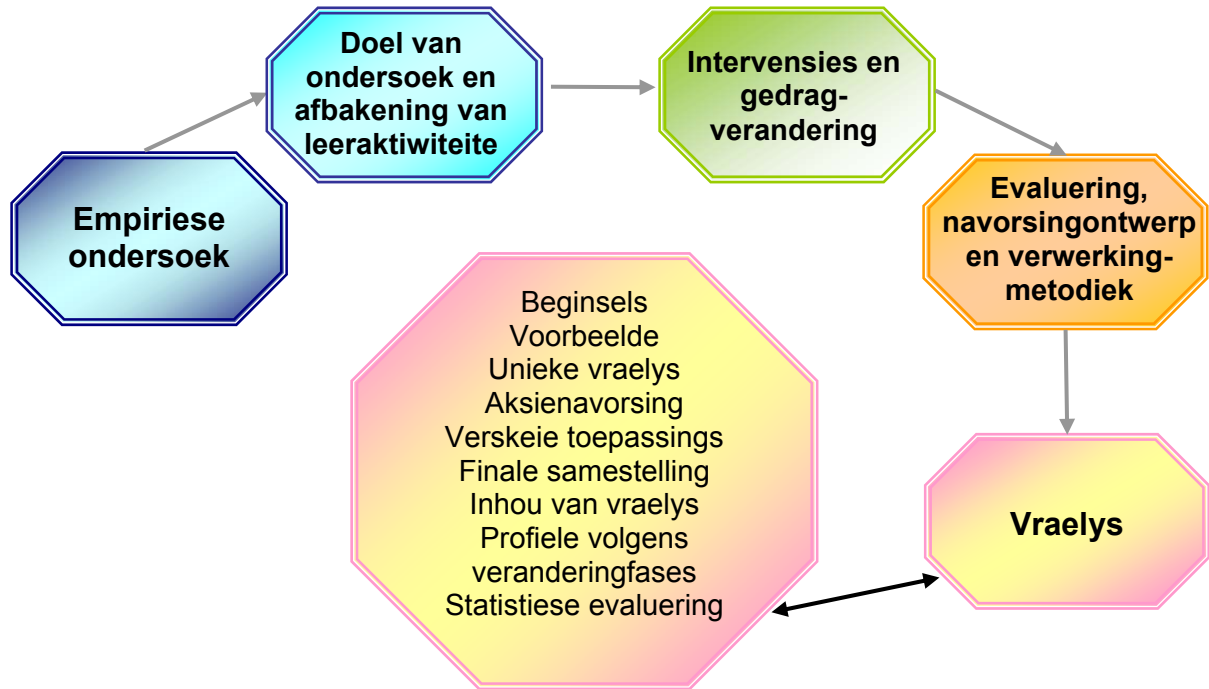 Empiriese
ondersoek
Doel van
ondersoek en
afbakening van
leeraktiwiteite
Intervensies en
gedrag-
verandering
Evaluering,
navorsingontwerp
en verwerking-
metodiek
Vraelys
Beginsels
Voorbeelde
Unieke vraelys
Aksienavorsing
Verskeie toepassings
Finale samestelling
Inhou van vraelys
Profiele volgens
veranderingfases
Statistiese evaluering